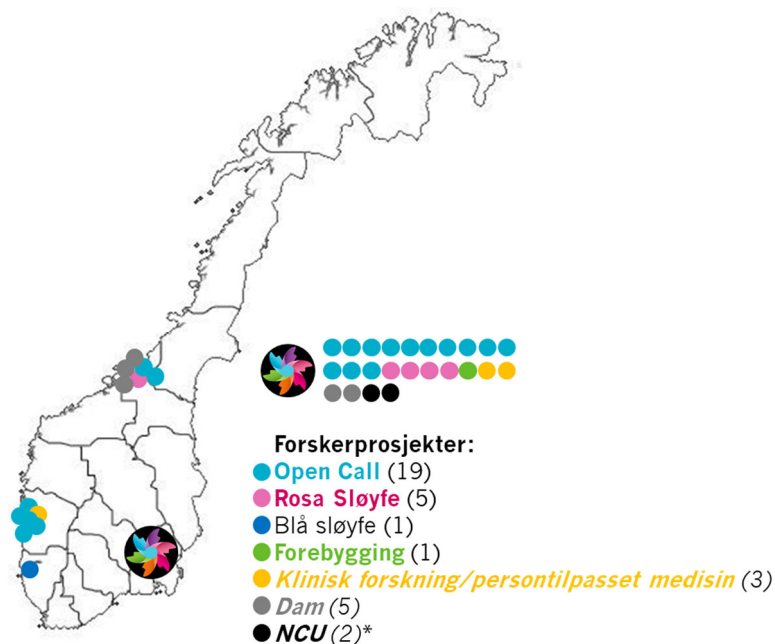 Forskerprosjekter:
Open Call (19)
Rosa Sløyfe (5)
Blå sløyfe (1)
Forebygging (1)
Klinisk forskning/persontilpasset medisin (3)
Dam (5)
NCU (2)*